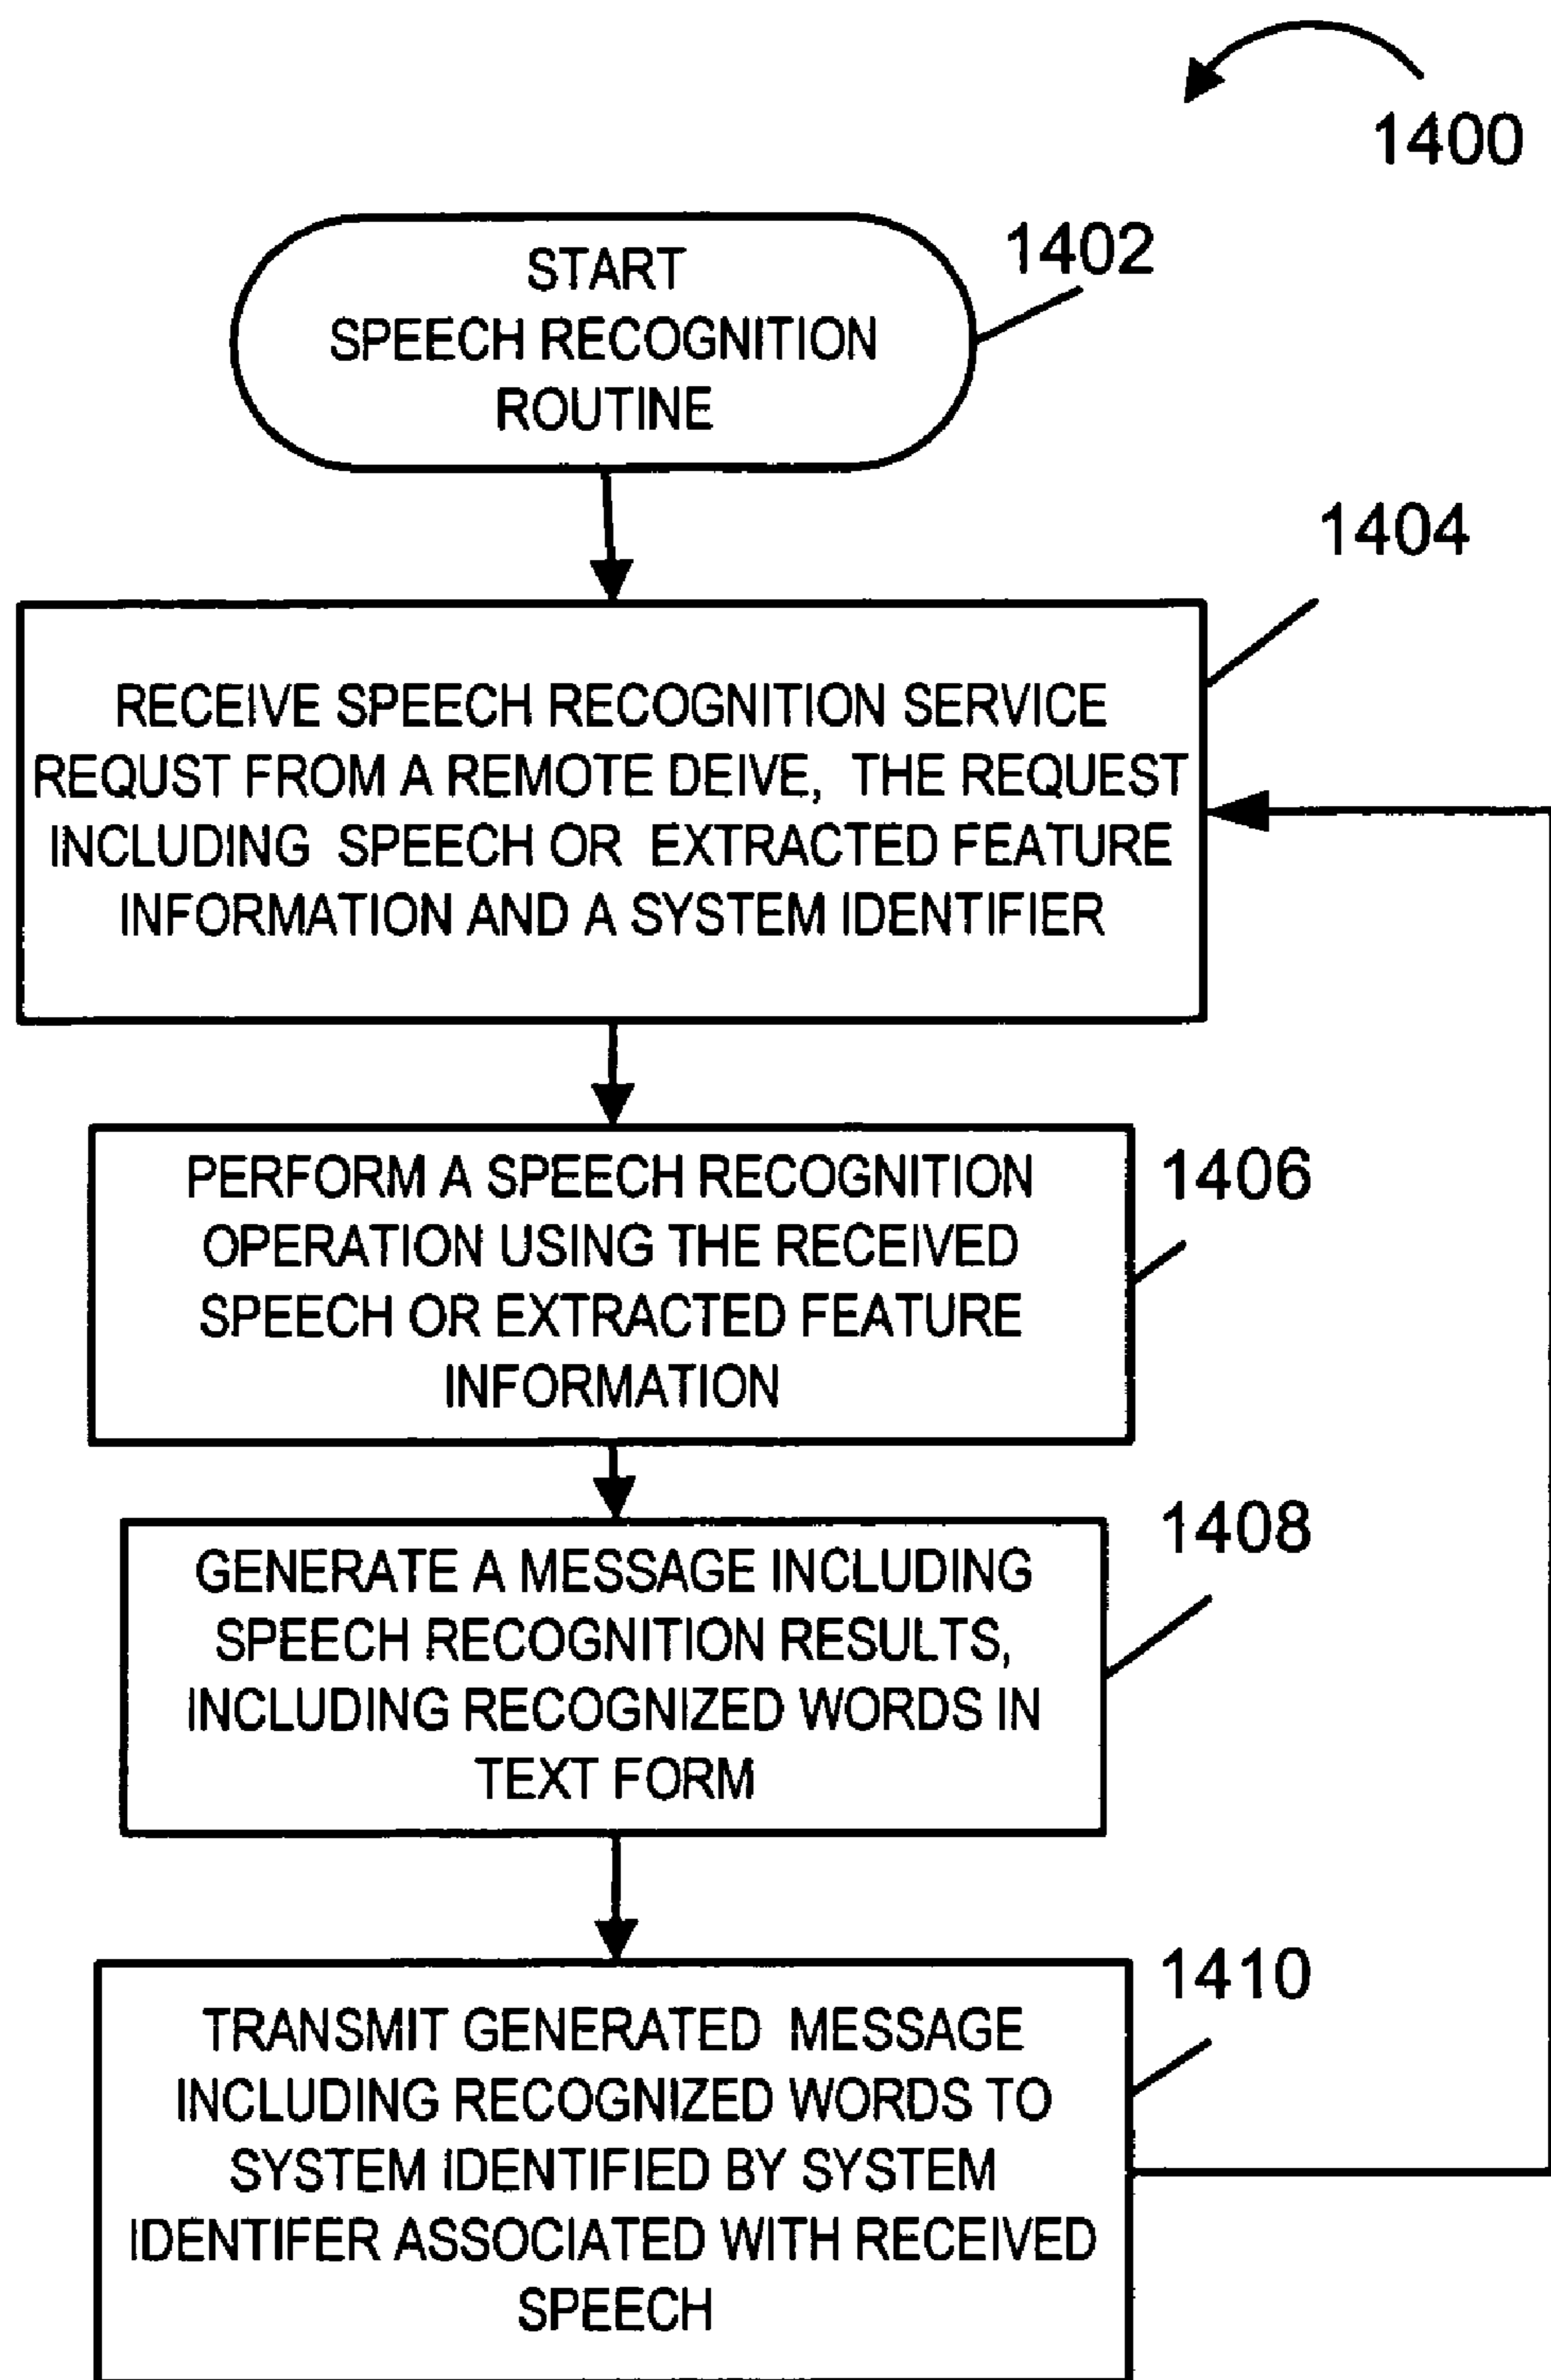 1400
START
SPEECH RECOGNITION
ROUTINE
1402
1404
RECEIVE SPEECH RECOGNITION SERVICE
REQUST FROM A REMOTE DEIVE, THE REQUEST
INCLUDING SPEECH OR EXTRACTED FEATURE
INFORMATION AND A SYSTEM IDENTIFIER
PERFORM A SPEECH RECOGNITION
OPERATION USING THE RECEIVED
SPEECH OR EXTRACTED FEATURE
INFORMATION
1406
GENERATE A MESSAGE INCLUDING
SPEECH RECOGNITION RESULTS,
INCLUDING RECOGNIZED WORDS IN
TEXT FORM
1408
TRANSMIT GENERATED MESSAGE
INCLUDING RECOGNIZED WORDS TO
SYSTEM IDENTIFIED BY SYSTEM
IDENTIFER ASSOCIATED WITH RECEIVED
SPEECH
1410